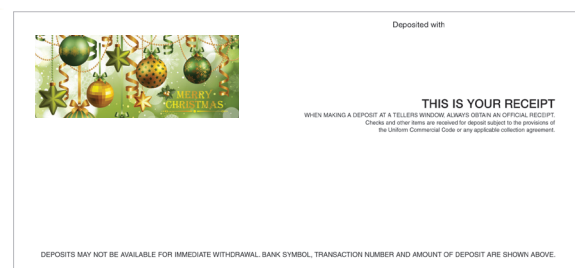 Deposited with
MERRY
CHRISTMAS
THIS IS YOUR RECEIPT
WHEN MAKING A DEPOSIT AT A TELLERS WINDOW, ALWAYS OBTAIN AN OFFICIAL RECEIPT.
Checks and other items are received for deposit subject to the provisions of
the Uniform Commercial Code or any applicable collection agreement.
DEPOSITS MAY NOT BE AVAILABLE FOR IMMEDIATE WITHDRAWAL. BANK SYMBOL, TRANSACTION NUMBER AND AMOUNT OF DEPOSIT ARE SHOWN ABOVE.